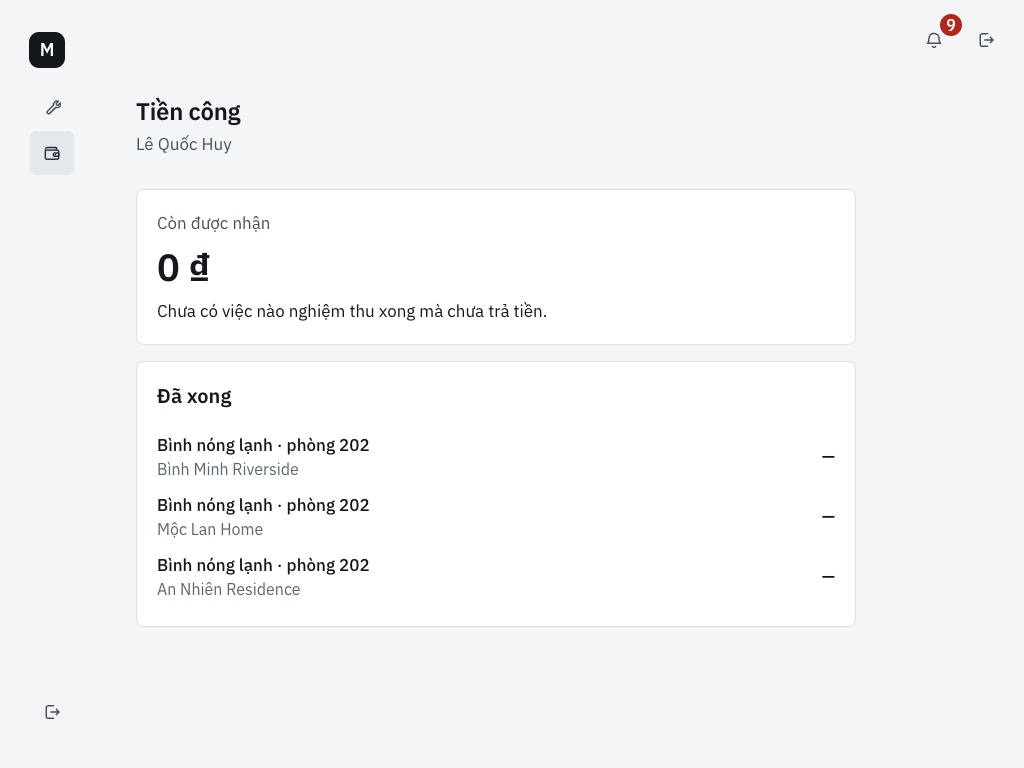 M
9
Tiền công
Lê Quốc Huy
Còn được nhận
0 ₫
Chưa có việc nào nghiệm thu xong mà chưa trả tiền.
Đã xong
Bình nóng lạnh · phòng 202
Bình Minh Riverside
—
Bình nóng lạnh · phòng 202
Mộc Lan Home
—
Bình nóng lạnh · phòng 202
An Nhiên Residence
—